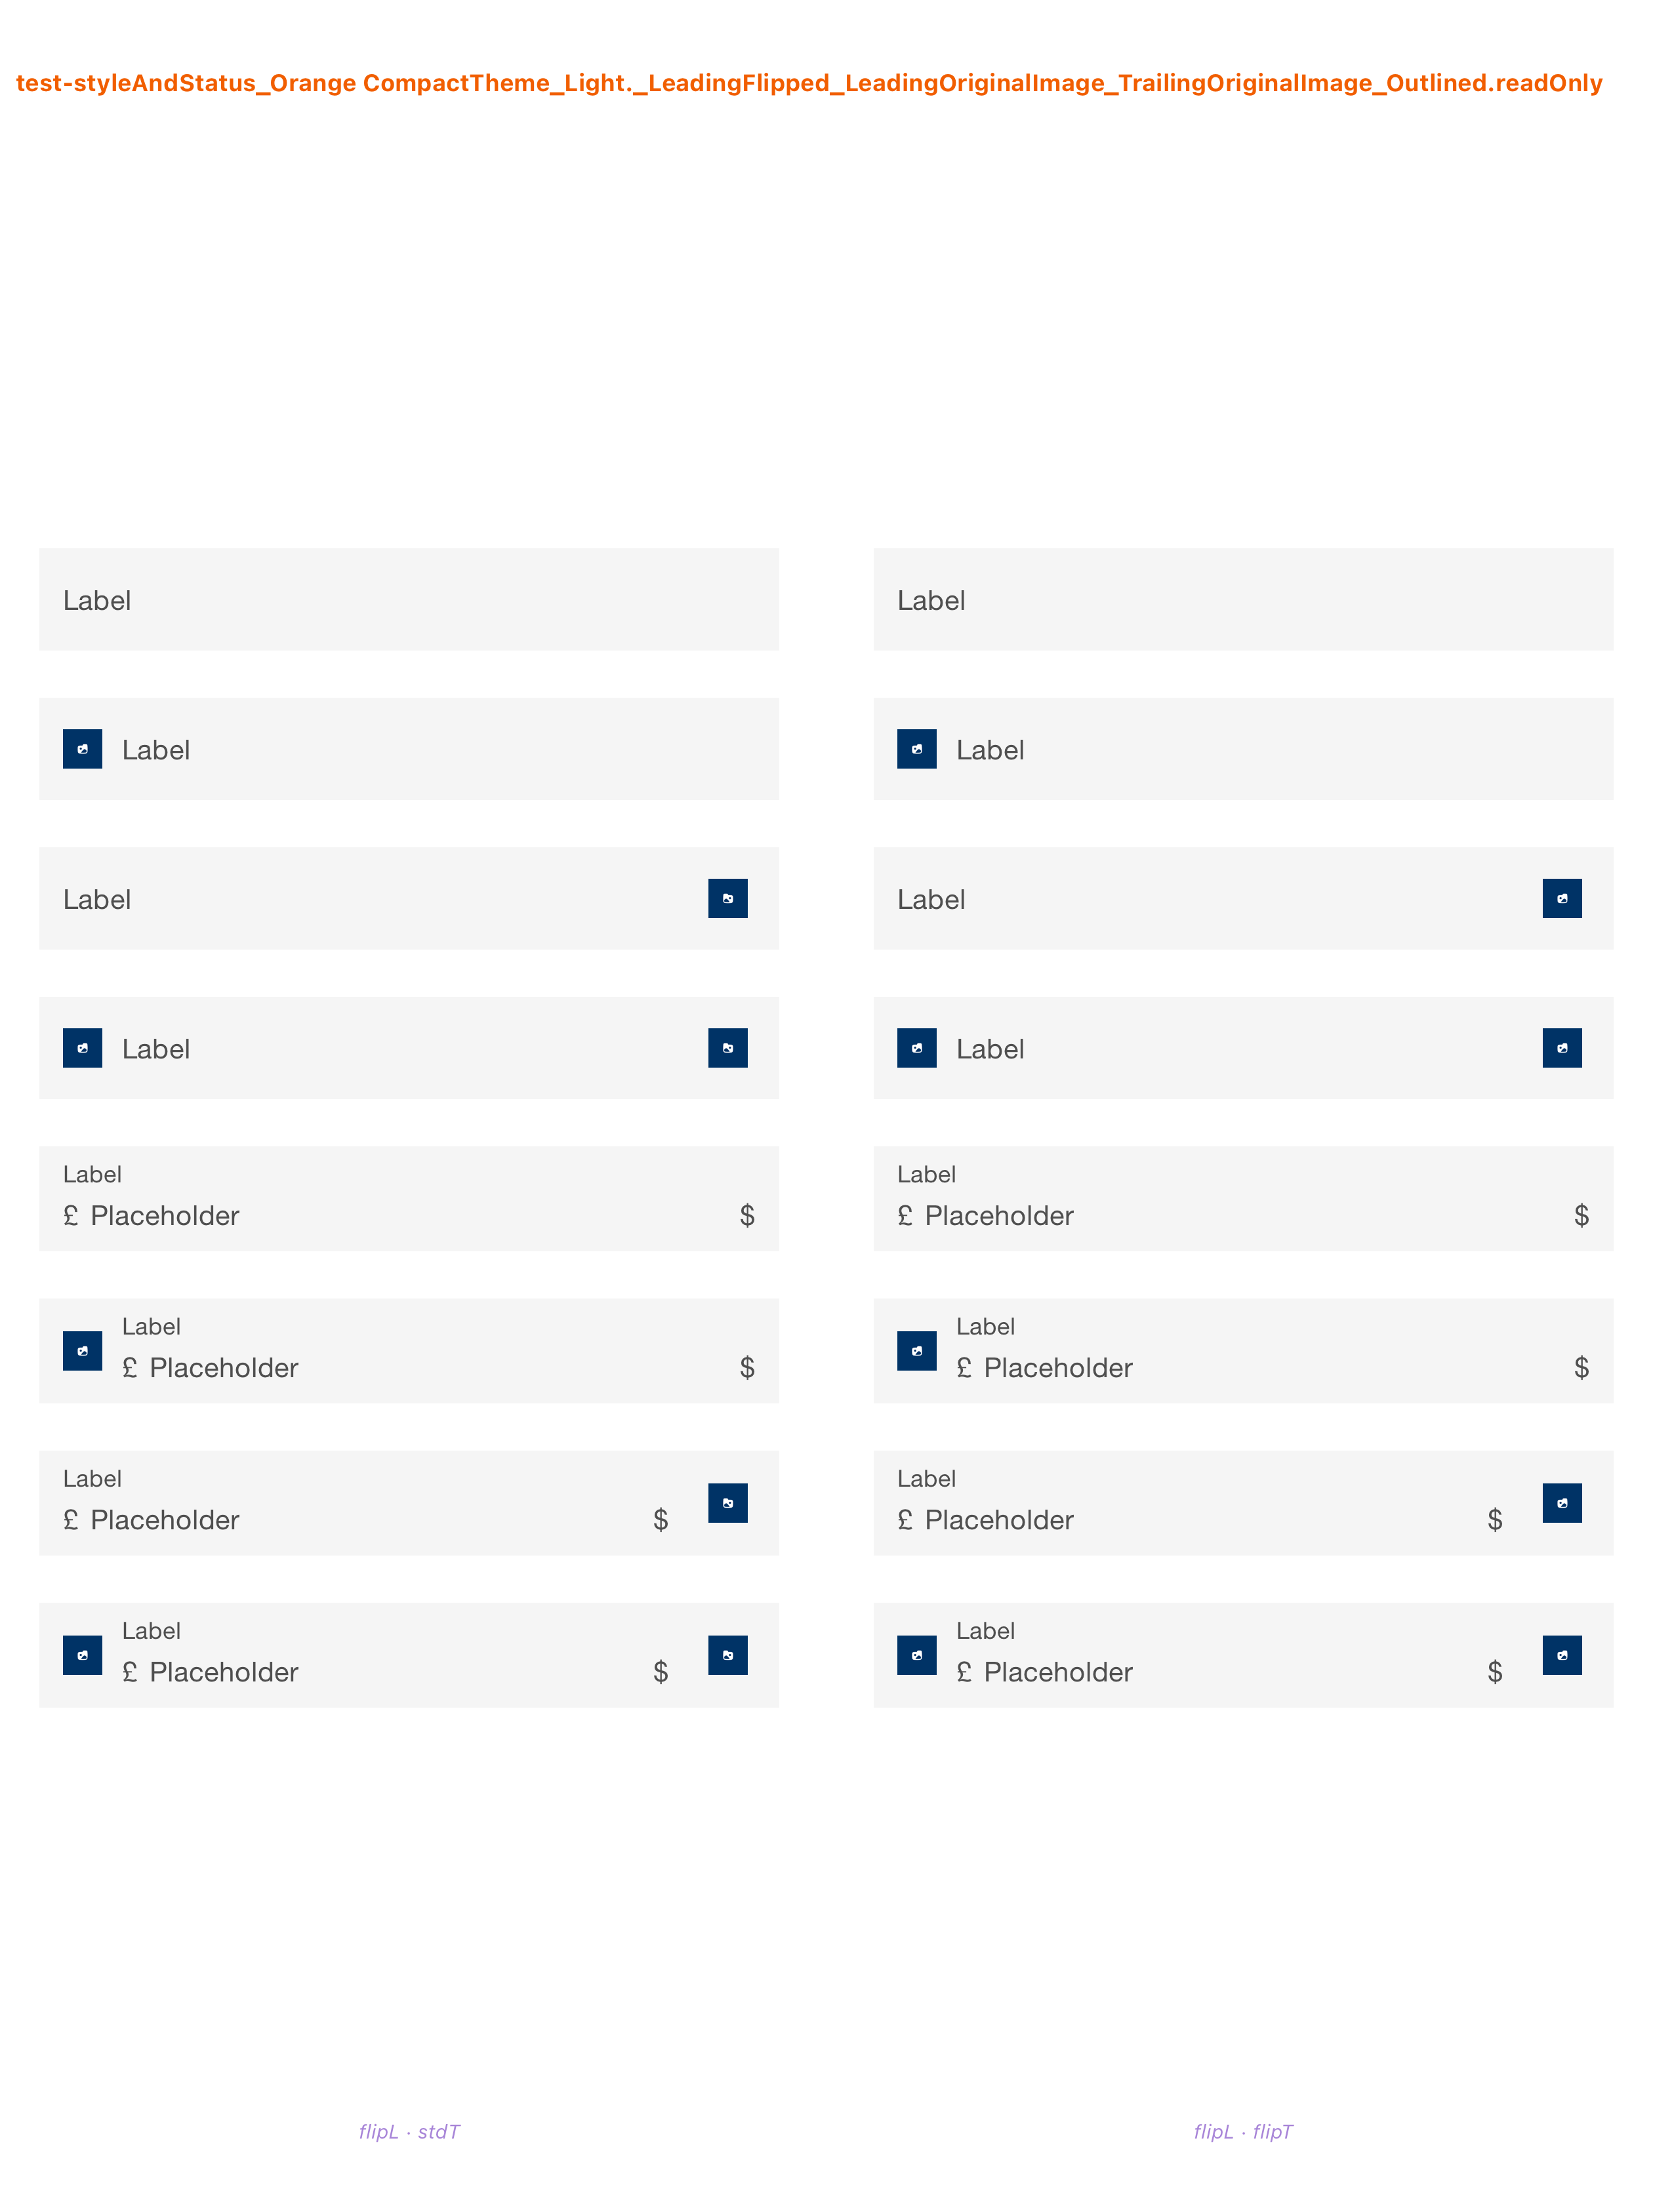 test-styleAndStatus_Orange CompactTheme_Light._LeadingFlipped_LeadingOriginalImage_TrailingOriginalImage_Outlined.readOnly
Label
Label
Label
Label
Label
£ Placeholder $
Label
£ Placeholder $
Label
£ Placeholder $
Label
£ Placeholder $
flipL · stdT
Label
Label
Label
Label
Label
£ Placeholder $
Label
£ Placeholder $
Label
£ Placeholder $
Label
£ Placeholder $
flipL · flipT